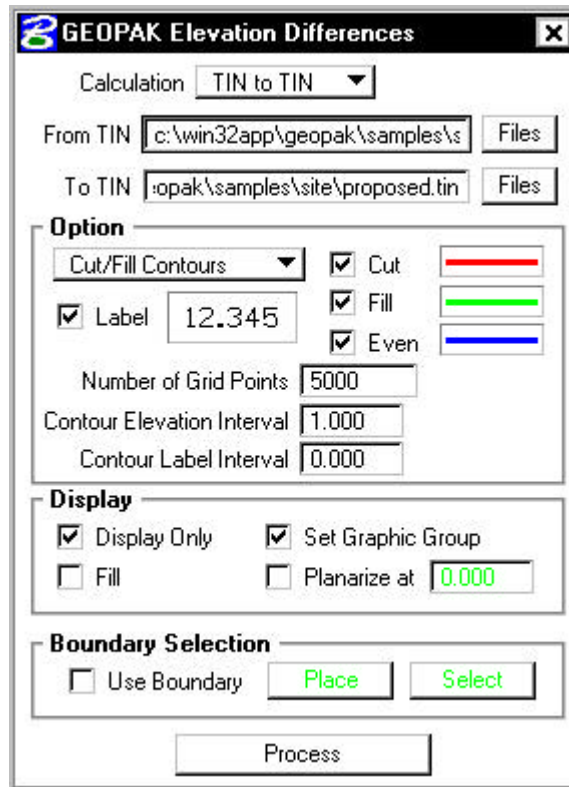 GEOPAK Elevation Differences
Calculation TIN to TIN
From TIN c:\win32app\geopak\samples\s Files
To TIN :opak\samples\site\proposed.tin Files
Option
Cut/Fill Contours Cut
Label 12.345 Fill
Even
Number of Grid Points 5000
Contour Elevation Interval 1.000
Contour Label Interval 0.000
Display
Display Only Set Graphic Group
Fill Planarize at 0.000
Boundary Selection
Use Boundary Place Select
Process